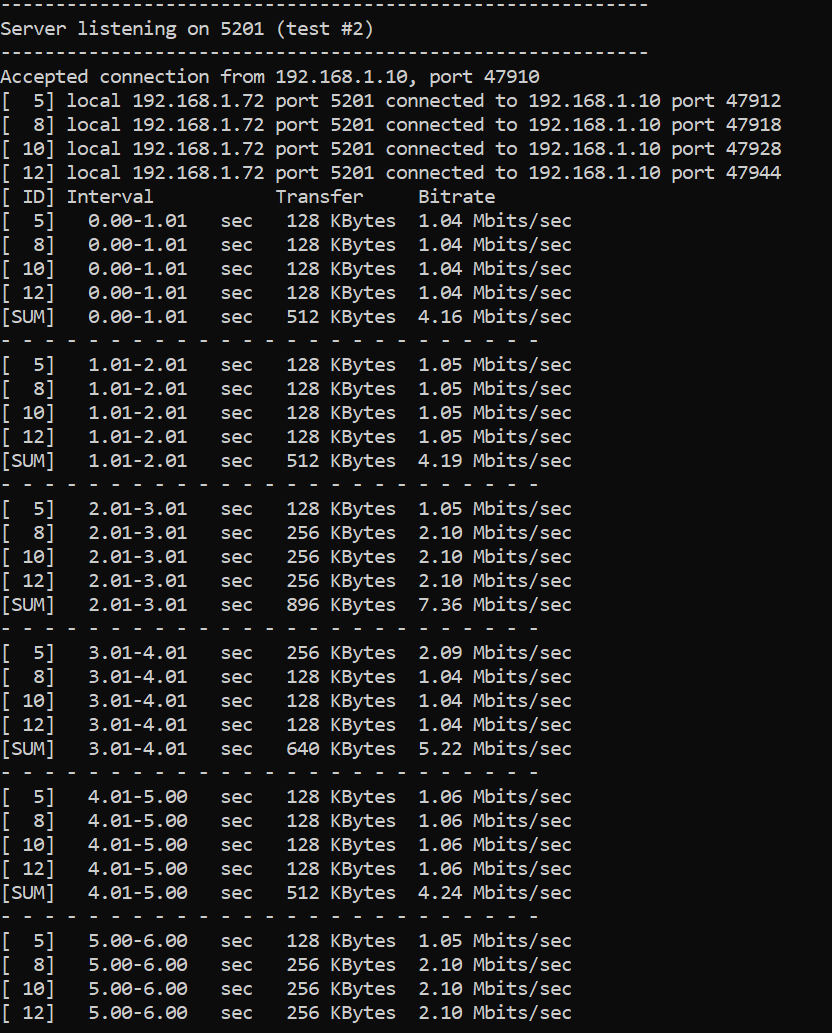 -----------------------------------------------------------
Server listening on 5201 (test #2)
-----------------------------------------------------------
Accepted connection from 192.168.1.10, port 47910
[  5] local 192.168.1.72 port 5201 connected to 192.168.1.10 port 47912
[  8] local 192.168.1.72 port 5201 connected to 192.168.1.10 port 47918
[ 10] local 192.168.1.72 port 5201 connected to 192.168.1.10 port 47928
[ 12] local 192.168.1.72 port 5201 connected to 192.168.1.10 port 47944
[ ID] Interval           Transfer     Bitrate
[  5]   0.00-1.01   sec   128 KBytes  1.04 Mbits/sec
[  8]   0.00-1.01   sec   128 KBytes  1.04 Mbits/sec
[ 10]   0.00-1.01   sec   128 KBytes  1.04 Mbits/sec
[ 12]   0.00-1.01   sec   128 KBytes  1.04 Mbits/sec
[SUM]   0.00-1.01   sec   512 KBytes  4.16 Mbits/sec
- - - - - - - - - - - - - - - - - - - - - - - - -
[  5]   1.01-2.01   sec   128 KBytes  1.05 Mbits/sec
[  8]   1.01-2.01   sec   128 KBytes  1.05 Mbits/sec
[ 10]   1.01-2.01   sec   128 KBytes  1.05 Mbits/sec
[ 12]   1.01-2.01   sec   128 KBytes  1.05 Mbits/sec
[SUM]   1.01-2.01   sec   512 KBytes  4.19 Mbits/sec
- - - - - - - - - - - - - - - - - - - - - - - - -
[  5]   2.01-3.01   sec   128 KBytes  1.05 Mbits/sec
[  8]   2.01-3.01   sec   256 KBytes  2.10 Mbits/sec
[ 10]   2.01-3.01   sec   256 KBytes  2.10 Mbits/sec
[ 12]   2.01-3.01   sec   256 KBytes  2.10 Mbits/sec
[SUM]   2.01-3.01   sec   896 KBytes  7.36 Mbits/sec
- - - - - - - - - - - - - - - - - - - - - - - - -
[  5]   3.01-4.01   sec   256 KBytes  2.09 Mbits/sec
[  8]   3.01-4.01   sec   128 KBytes  1.04 Mbits/sec
[ 10]   3.01-4.01   sec   128 KBytes  1.04 Mbits/sec
[ 12]   3.01-4.01   sec   128 KBytes  1.04 Mbits/sec
[SUM]   3.01-4.01   sec   640 KBytes  5.22 Mbits/sec
- - - - - - - - - - - - - - - - - - - - - - - - -
[  5]   4.01-5.00   sec   128 KBytes  1.06 Mbits/sec
[  8]   4.01-5.00   sec   128 KBytes  1.06 Mbits/sec
[ 10]   4.01-5.00   sec   128 KBytes  1.06 Mbits/sec
[ 12]   4.01-5.00   sec   128 KBytes  1.06 Mbits/sec
[SUM]   4.01-5.00   sec   512 KBytes  4.24 Mbits/sec
- - - - - - - - - - - - - - - - - - - - - - - - -
[  5]   5.00-6.00   sec   128 KBytes  1.05 Mbits/sec
[  8]   5.00-6.00   sec   256 KBytes  2.10 Mbits/sec
[ 10]   5.00-6.00   sec   256 KBytes  2.10 Mbits/sec
[ 12]   5.00-6.00   sec   256 KBytes  2.10 Mbits/sec